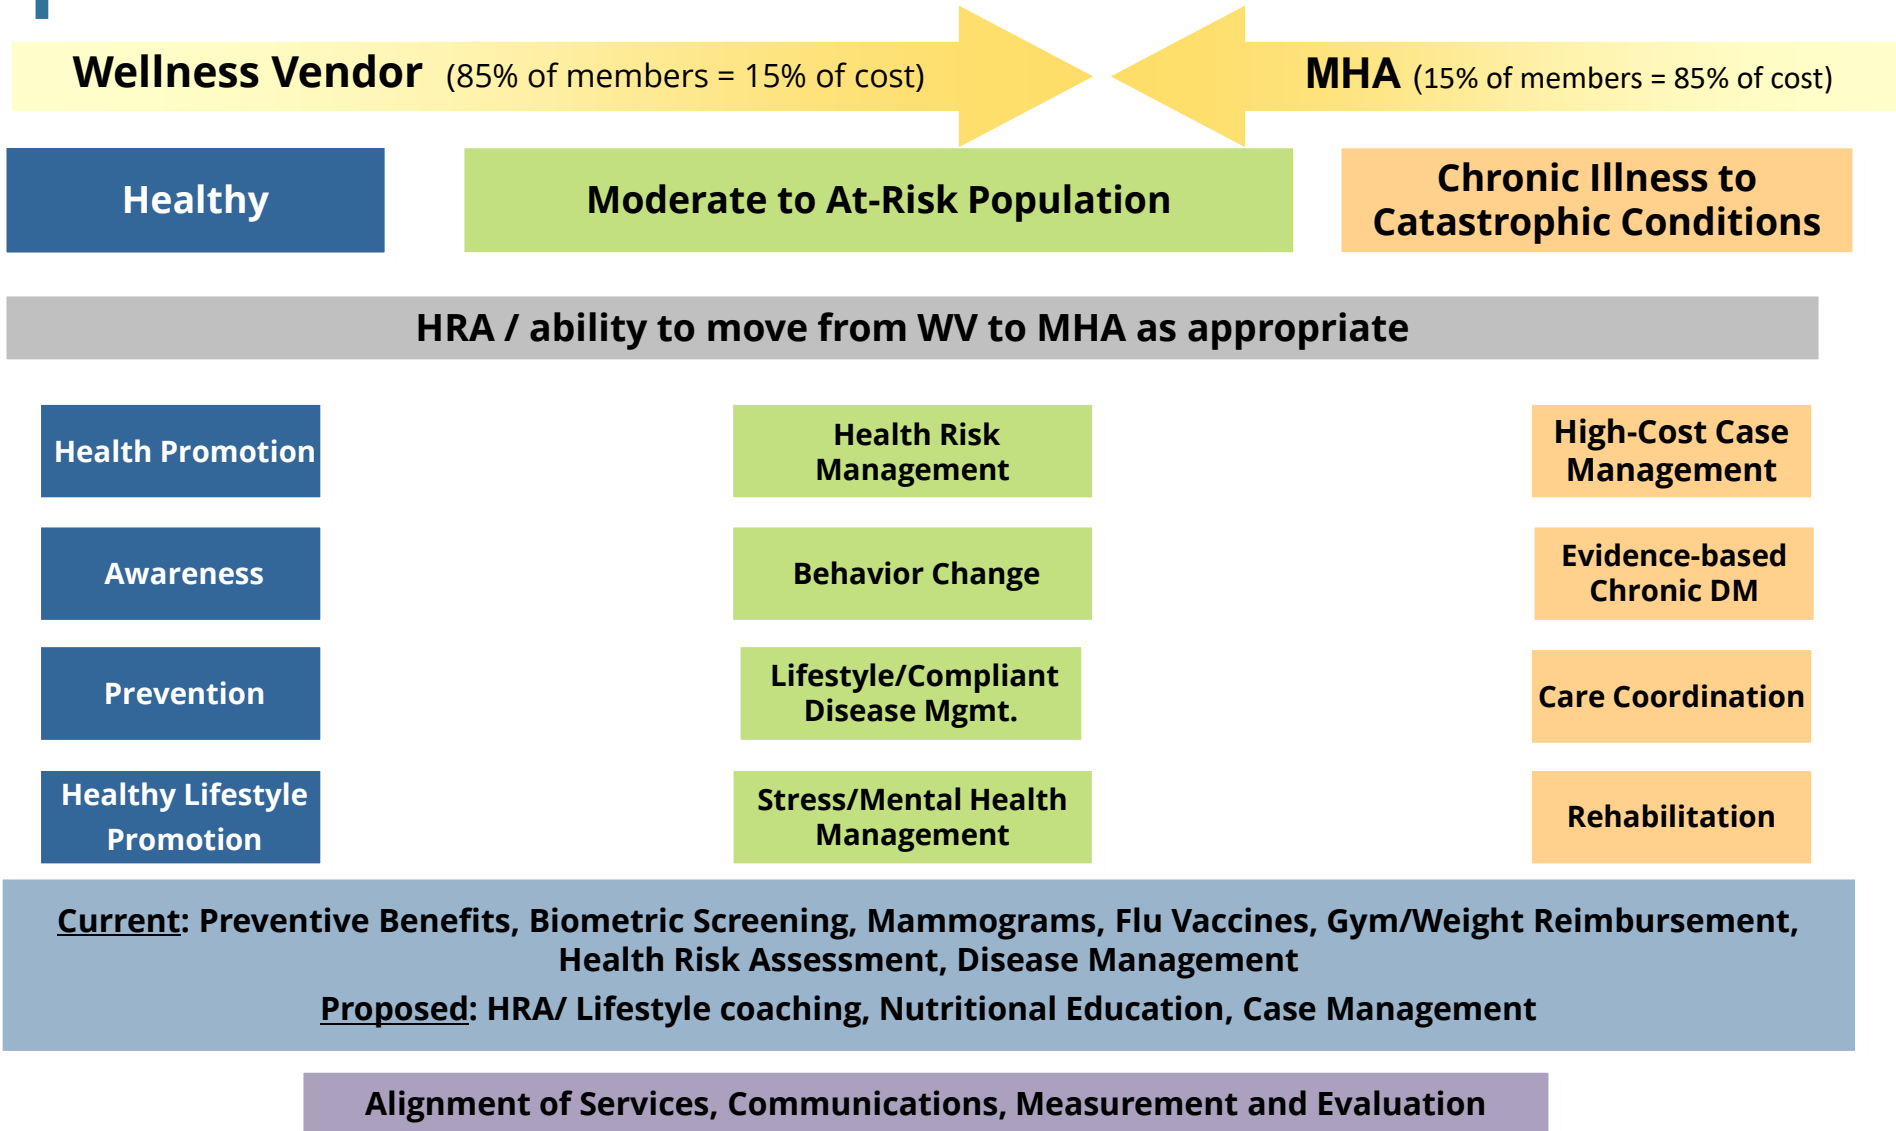 Wellness Vendor (85% of members = 15% of cost)
MHA (15% of members = 85% of cost)
Healthy
Moderate to At-Risk Population
Chronic Illness to
Catastrophic Conditions
HRA / ability to move from WV to MHA as appropriate
Health Promotion
Health Risk
Management
High-Cost Case
Management
Awareness
Behavior Change
Evidence-based
Chronic DM
Prevention
Lifestyle/Compliant
Disease Mgmt.
Care Coordination
Healthy Lifestyle
Promotion
Stress/Mental Health
Management
Rehabilitation
Current: Preventive Benefits, Biometric Screening, Mammograms, Flu Vaccines, Gym/Weight Reimbursement,
Health Risk Assessment, Disease Management
Proposed: HRA/ Lifestyle coaching, Nutritional Education, Case Management
Alignment of Services, Communications, Measurement and Evaluation